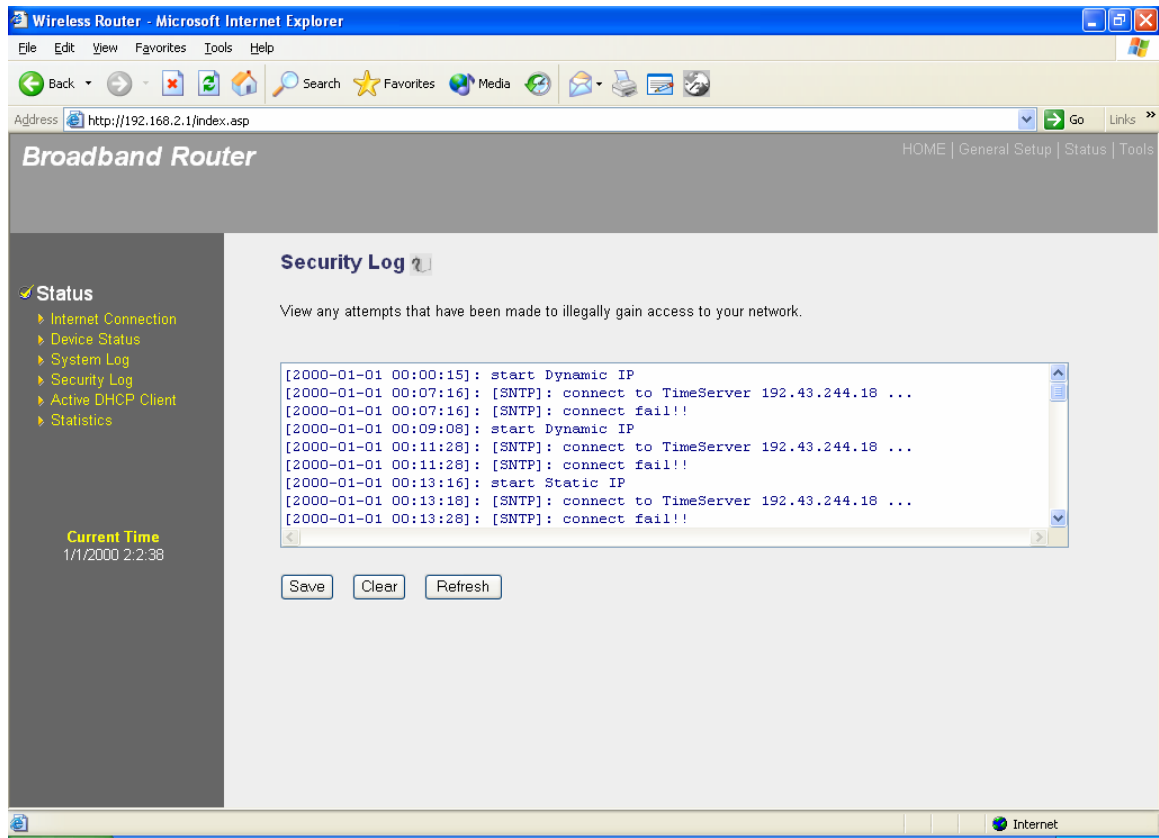 Wireless Router - Microsoft Internet Explorer
File Edit View Favorites Tools Help
Back Search Favorites Media
Address http://192.168.2.1/index.asp Go Links »
Broadband Router
HOME | General Setup | Status | Tools
Status
Internet Connection
Device Status
System Log
Security Log
Active DHCP Client
Statistics
Current Time
1/1/2000 2:2:38
Security Log
View any attempts that have been made to illegally gain access to your network.
[2000-01-01 00:00:15]: start Dynamic IP
[2000-01-01 00:07:16]: [SNTP]: connect to TimeServer 192.43.244.18 ...
[2000-01-01 00:07:16]: [SNTP]: connect fail!!
[2000-01-01 00:09:08]: start Dynamic IP
[2000-01-01 00:11:28]: [SNTP]: connect to TimeServer 192.43.244.18 ...
[2000-01-01 00:11:28]: [SNTP]: connect fail!!
[2000-01-01 00:13:16]: start Static IP
[2000-01-01 00:13:18]: [SNTP]: connect to TimeServer 192.43.244.18 ...
[2000-01-01 00:13:28]: [SNTP]: connect fail!!
Save Clear Refresh
Internet